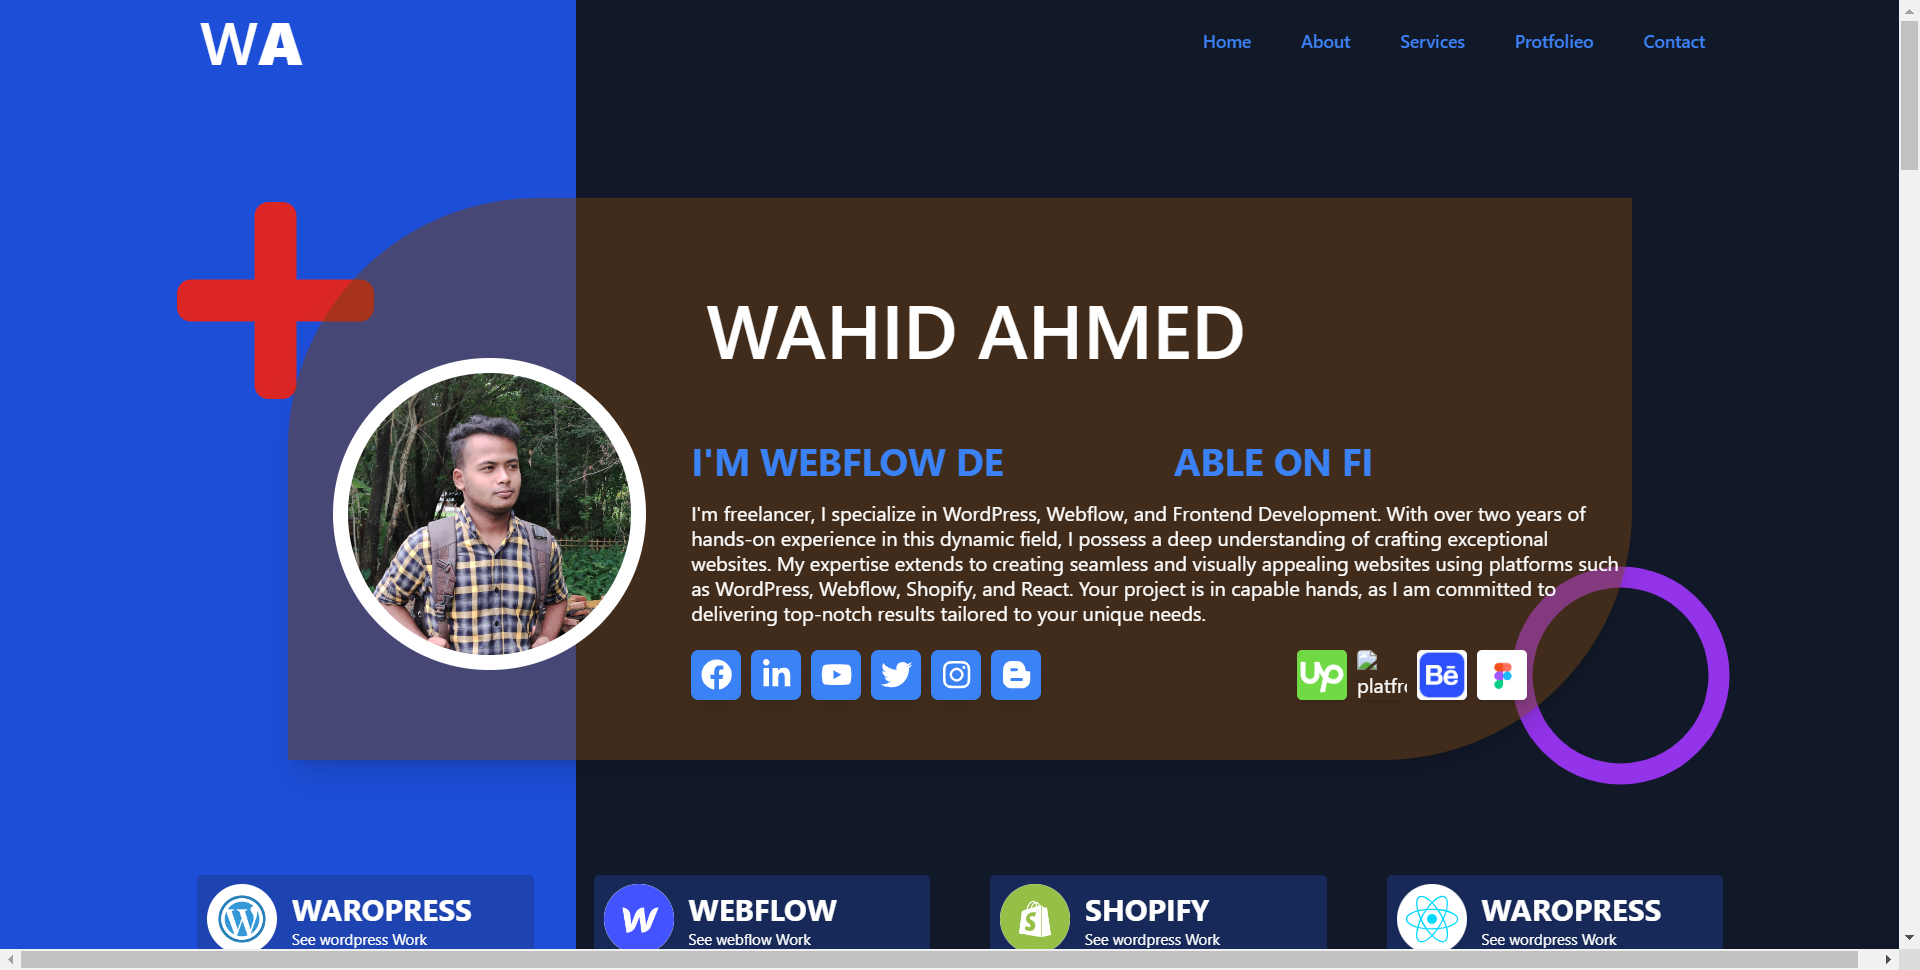 WA
Home About Services Protfolieo Contact
WAHID AHMED
I'M WEBFLOW DE ABLE ON FI
I'm freelancer, I specialize in WordPress, Webflow, and Frontend Development. With over two years of
hands-on experience in this dynamic field, I possess a deep understanding of crafting exceptional
websites. My expertise extends to creating seamless and visually appealing websites using platforms such
as WordPress, Webflow, Shopify, and React. Your project is in capable hands, as I am committed to
delivering top-notch results tailored to your unique needs.
in Up platfr Bē
WAROPRESS
See wordpress Work
WEBFLOW
See webflow Work
SHOPIFY
See wordpress Work
WAROPRESS
See wordpress Work